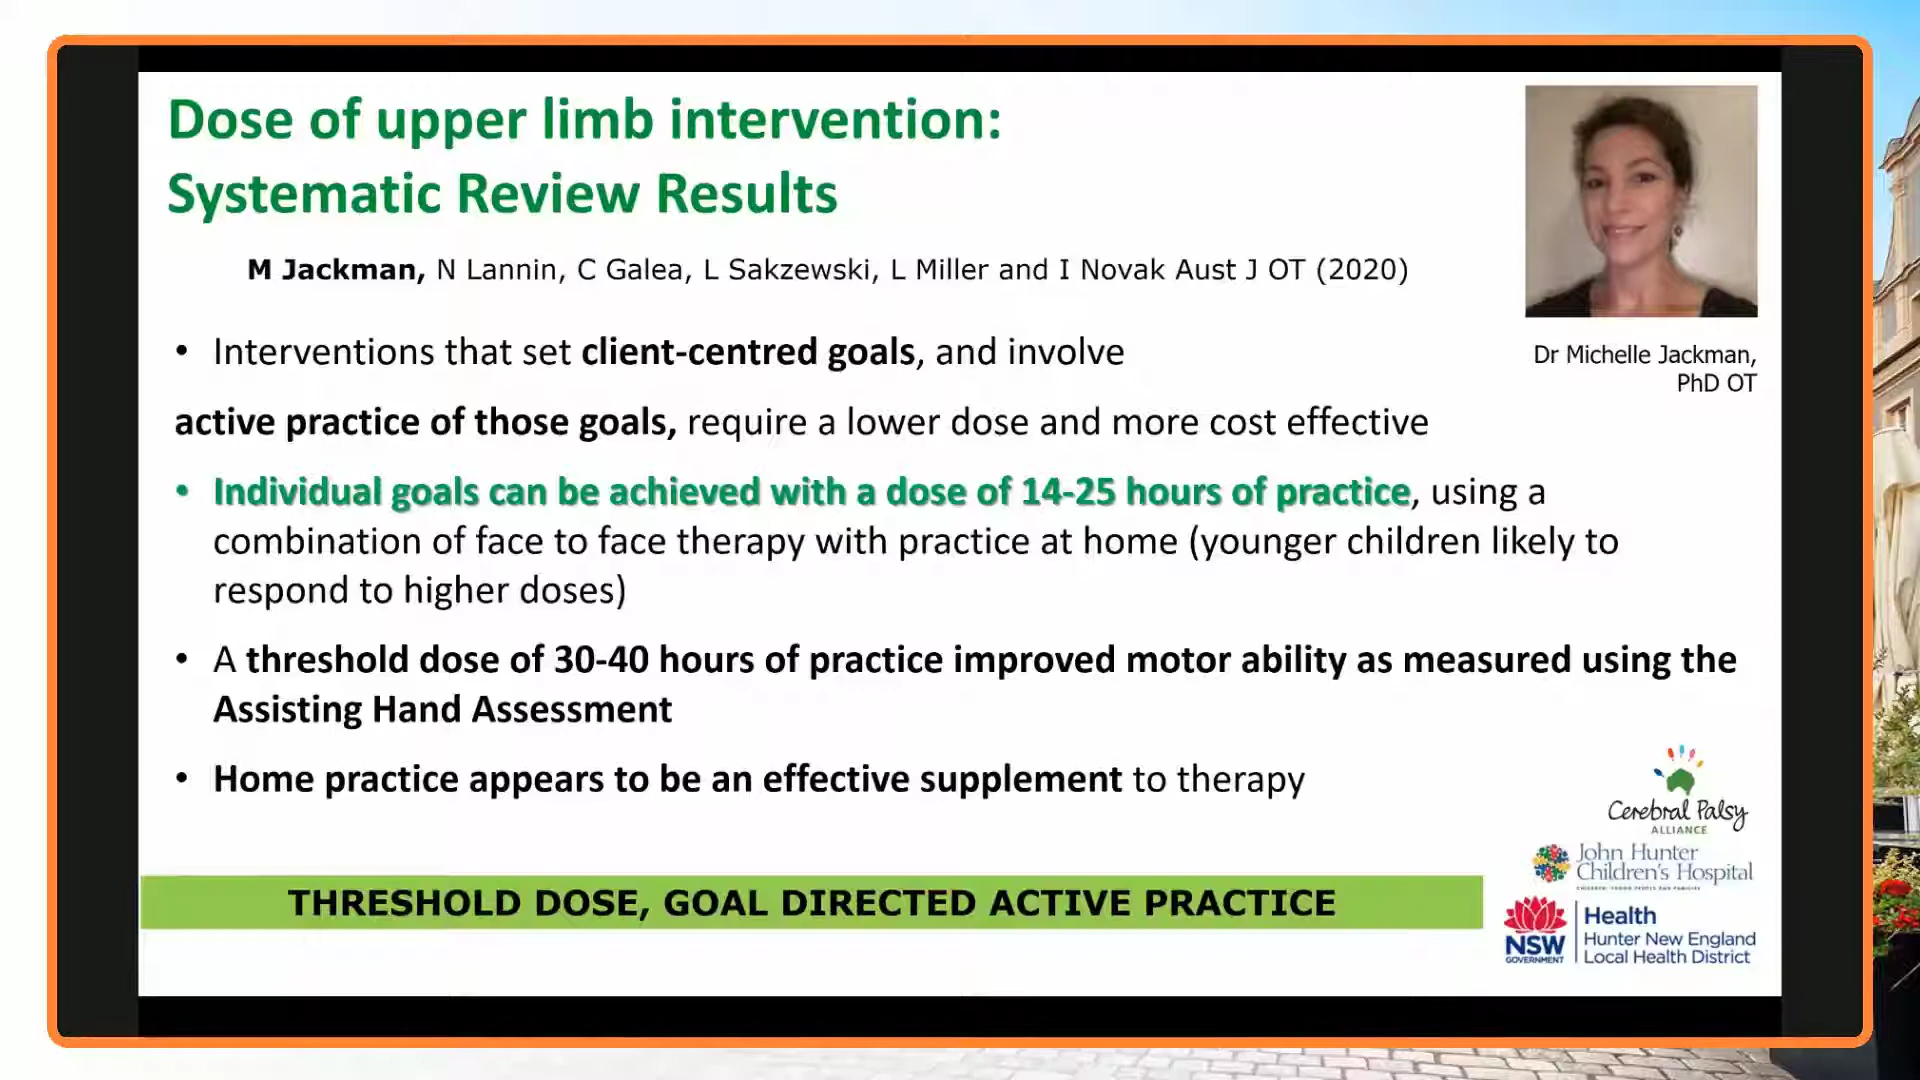 Dose of upper limb intervention:
Systematic Review Results
M Jackman, N Lannin, C Galea, L Sakzewski, L Miller and I Novak Aust J OT (2020)
Dr Michelle Jackman,
PhD OT
• Interventions that set client-centred goals, and involve
active practice of those goals, require a lower dose and more cost effective
• Individual goals can be achieved with a dose of 14-25 hours of practice, using a
combination of face to face therapy with practice at home (younger children likely to
respond to higher doses)
• A threshold dose of 30-40 hours of practice improved motor ability as measured using the
Assisting Hand Assessment
• Home practice appears to be an effective supplement to therapy
THRESHOLD DOSE, GOAL DIRECTED ACTIVE PRACTICE
Cerebral Palsy
ALLIANCE
John Hunter
Children's Hospital
NSW
GOVERNMENT
Health
Hunter New England
Local Health District